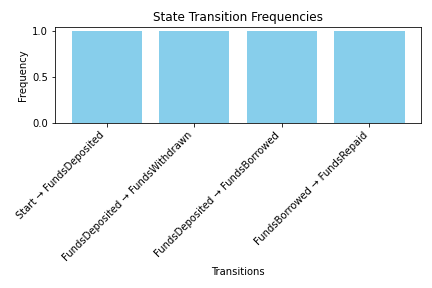 State Transition Frequencies
Frequency
1.0
0.5
0.0
Start → FundsDeposited
FundsDeposited → FundsWithdrawn
FundsDeposited → FundsBorrowed
FundsBorrowed → FundsRepaid
Transitions